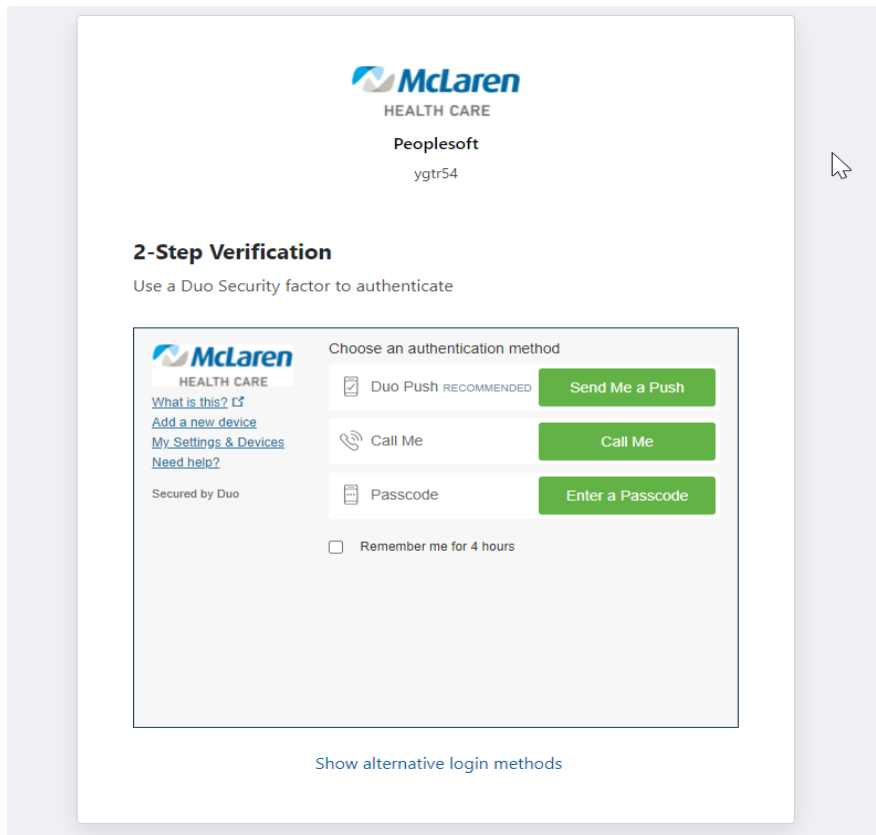 McLaren
HEALTH CARE
Peoplesoft
ygtr54
2-Step Verification
Use a Duo Security factor to authenticate
McLaren
HEALTH CARE
What is this?
Add a new device
My Settings & Devices
Need help?
Secured by Duo
Choose an authentication method
Duo Push RECOMMENDED Send Me a Push
Call Me Call Me
Passcode Enter a Passcode
Remember me for 4 hours
Show alternative login methods